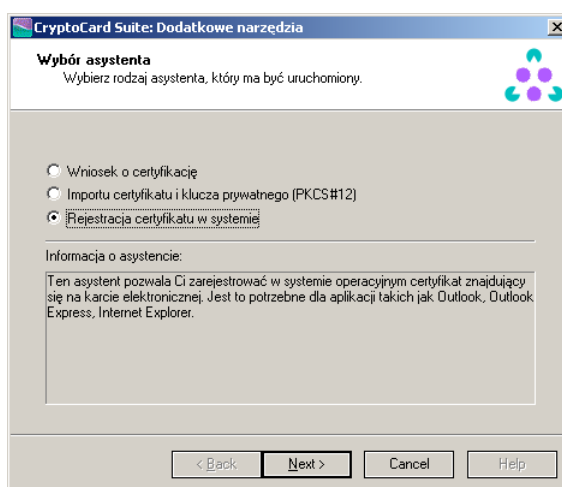 CryptoCard Suite: Dodatkowe narzędzia
Wybór asystenta
Wybierz rodzaj asystenta, który ma być uruchomiony.
Wniosek o certyfikację
Importu certyfikatu i klucza prywatnego (PKCS#12)
Rejestracja certyfikatu w systemie
Informacja o asystencie:
Ten asystent pozwala Ci zarejestrować w systemie operacyjnym certyfikat znajdujący
się na karcie elektronicznej. Jest to potrzebne dla aplikacji takich jak Outlook, Outlook
Express, Internet Explorer.
< Back
Next >
Cancel
Help